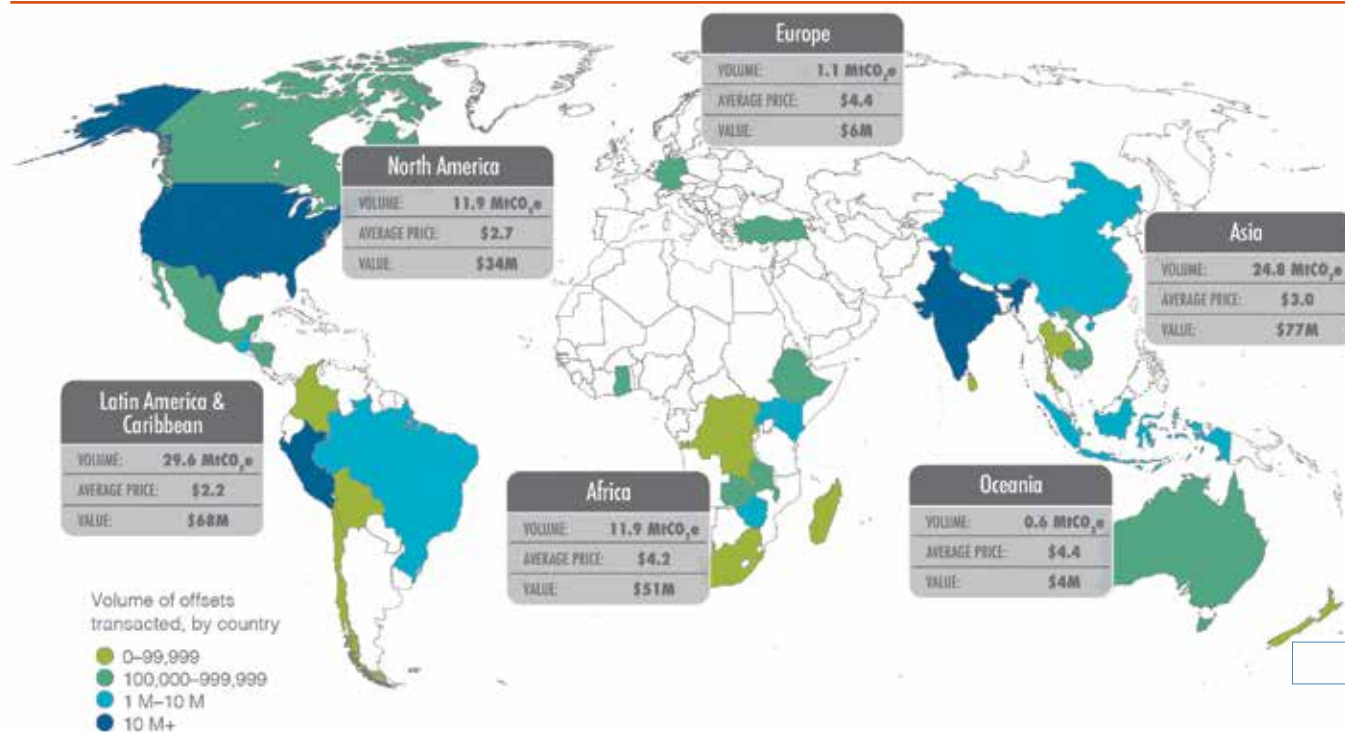 Europe
VOLUME: 1.1 MtCO₂e
AVERAGE PRICE: $4.4
VALUE: $6M
North America
VOLUME: 11.9 MtCO₂e
AVERAGE PRICE: $2.7
VALUE: $34M
Asia
VOLUME: 24.8 MtCO₂e
AVERAGE PRICE: $3.0
VALUE: $77M
Latin America &
Caribbean
VOLUME: 29.6 MtCO₂e
AVERAGE PRICE: $2.2
VALUE: $68M
Africa
VOLUME: 11.9 MtCO₂e
AVERAGE PRICE: $4.2
VALUE: $51M
Oceania
VOLUME: 0.6 MtCO₂e
AVERAGE PRICE: $4.4
VALUE: $4M
Volume of offsets
transacted, by country
0–99,999
100,000–999,999
1 M–10 M
10 M+